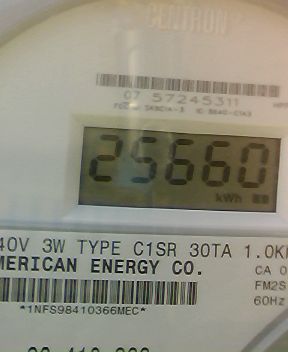 CENTRON
07 57245311
25660
kWh
40V 3W TYPE C1SR 30TA 1.0K
MERICAN ENERGY CO.
CA 0
FM2S
60Hz
*1NFS98410366MEC*